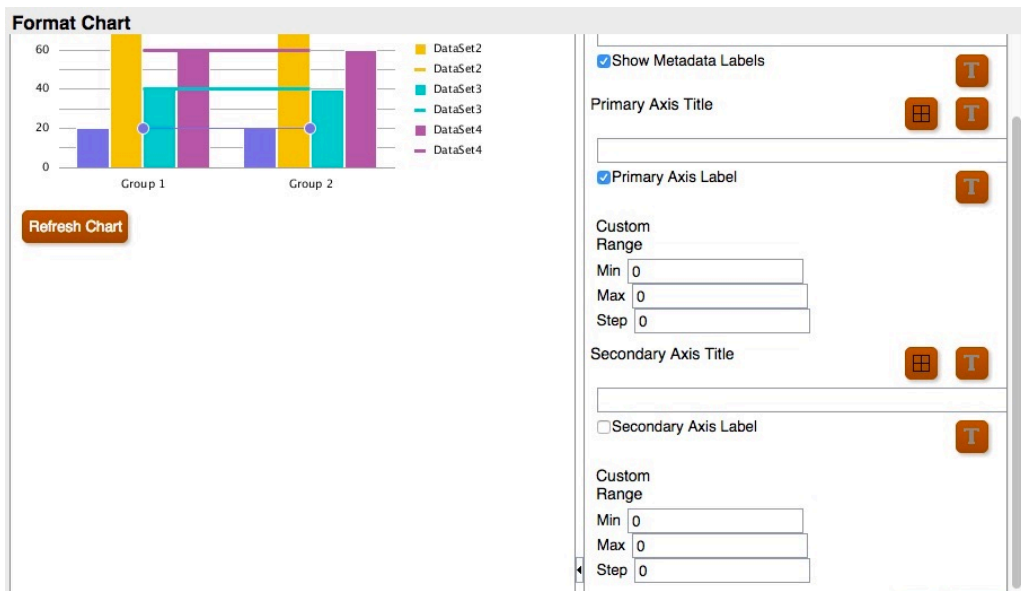 Format Chart
60
40
20
0
Group 1
Group 2
DataSet2
DataSet2
DataSet3
DataSet3
DataSet4
DataSet4
Refresh Chart
Show Metadata Labels
T
Primary Axis Title
T
Primary Axis Label
T
Custom
Range
Min 0
Max 0
Step 0
Secondary Axis Title
T
Secondary Axis Label
T
Custom
Range
Min 0
Max 0
Step 0